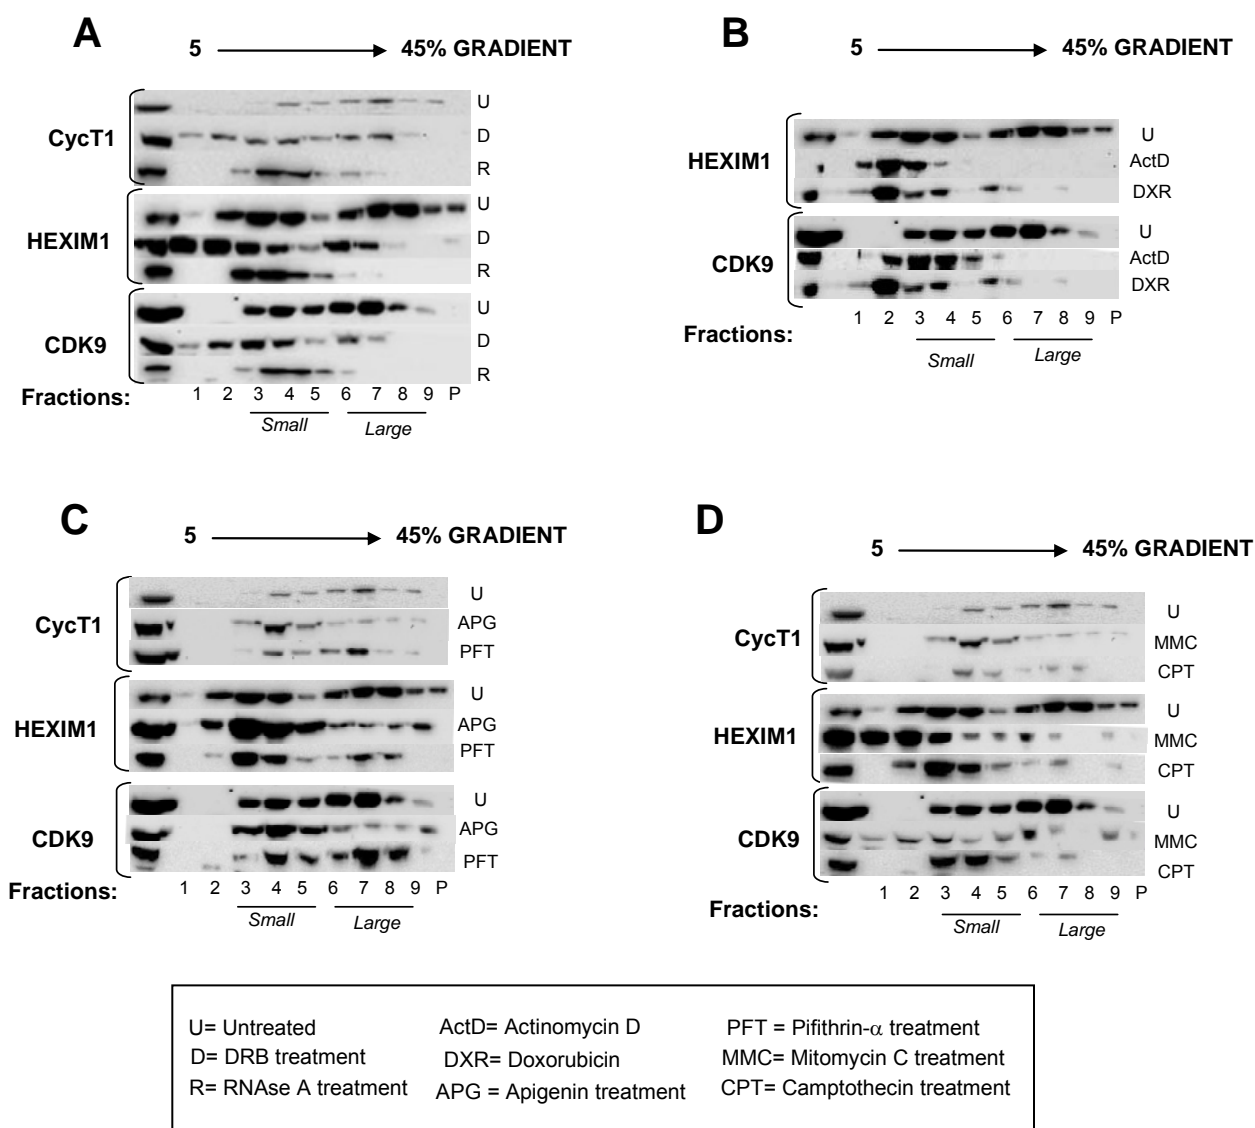 A
5 45% GRADIENT
CycT1
U
D
R
HEXIM1
U
D
R
CDK9
U
D
R
Fractions: 1 2 3 4 5 6 7 8 9 P
Small Large
B
5 45% GRADIENT
HEXIM1
U
ActD
DXR
CDK9
U
ActD
DXR
Fractions: 1 2 3 4 5 6 7 8 9 P
Small Large
C
5 45% GRADIENT
CycT1
U
APG
PFT
HEXIM1
U
APG
PFT
CDK9
U
APG
PFT
Fractions: 1 2 3 4 5 6 7 8 9 P
Small Large
D
5 45% GRADIENT
CycT1
U
MMC
CPT
HEXIM1
U
MMC
CPT
CDK9
U
MMC
CPT
Fractions: 1 2 3 4 5 6 7 8 9 P
Small Large
U= Untreated
D= DRB treatment
R= RNAse A treatment
ActD= Actinomycin D
DXR= Doxorubicin
APG = Apigenin treatment
PFT = Pifithrin-α treatment
MMC= Mitomycin C treatment
CPT= Camptothecin treatment